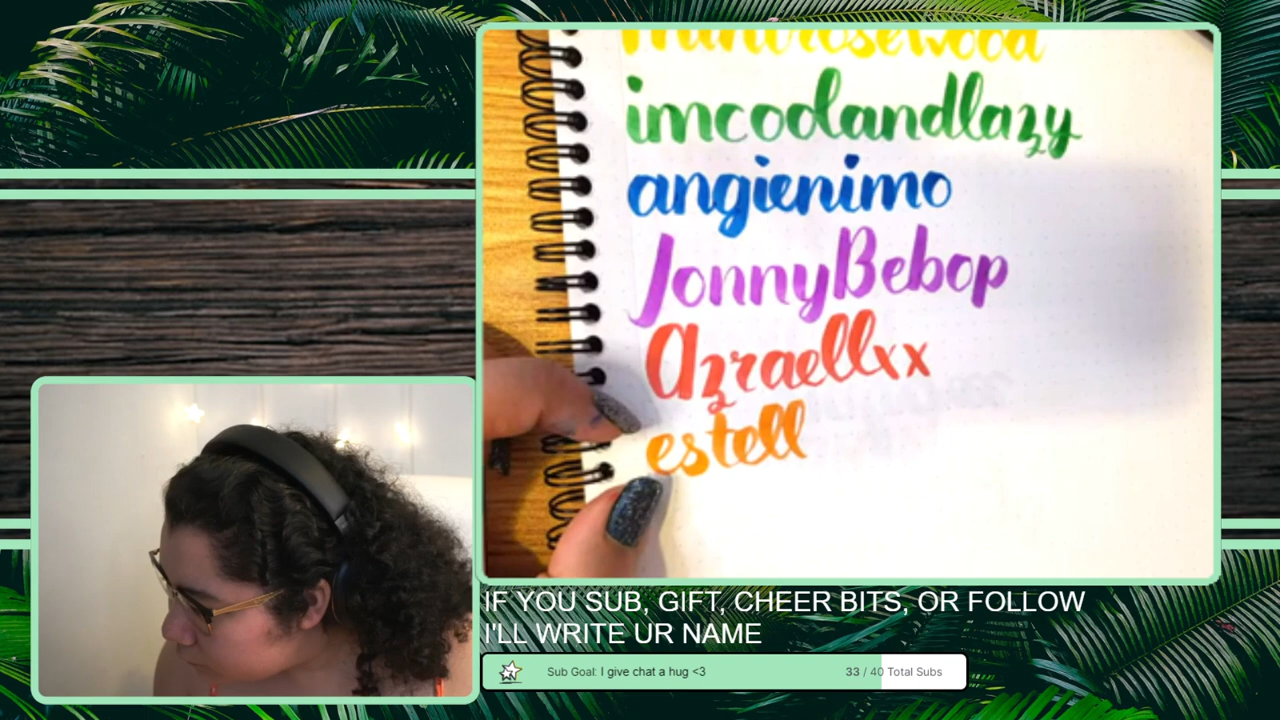 mintrosewood
imcoolandlazy
angienimo
JonnyBebop
Azraellxx
estell
IF YOU SUB, GIFT, CHEER BITS, OR FOLLOW
I'LL WRITE UR NAME
Sub Goal: I give chat a hug <3 33 / 40 Total Subs